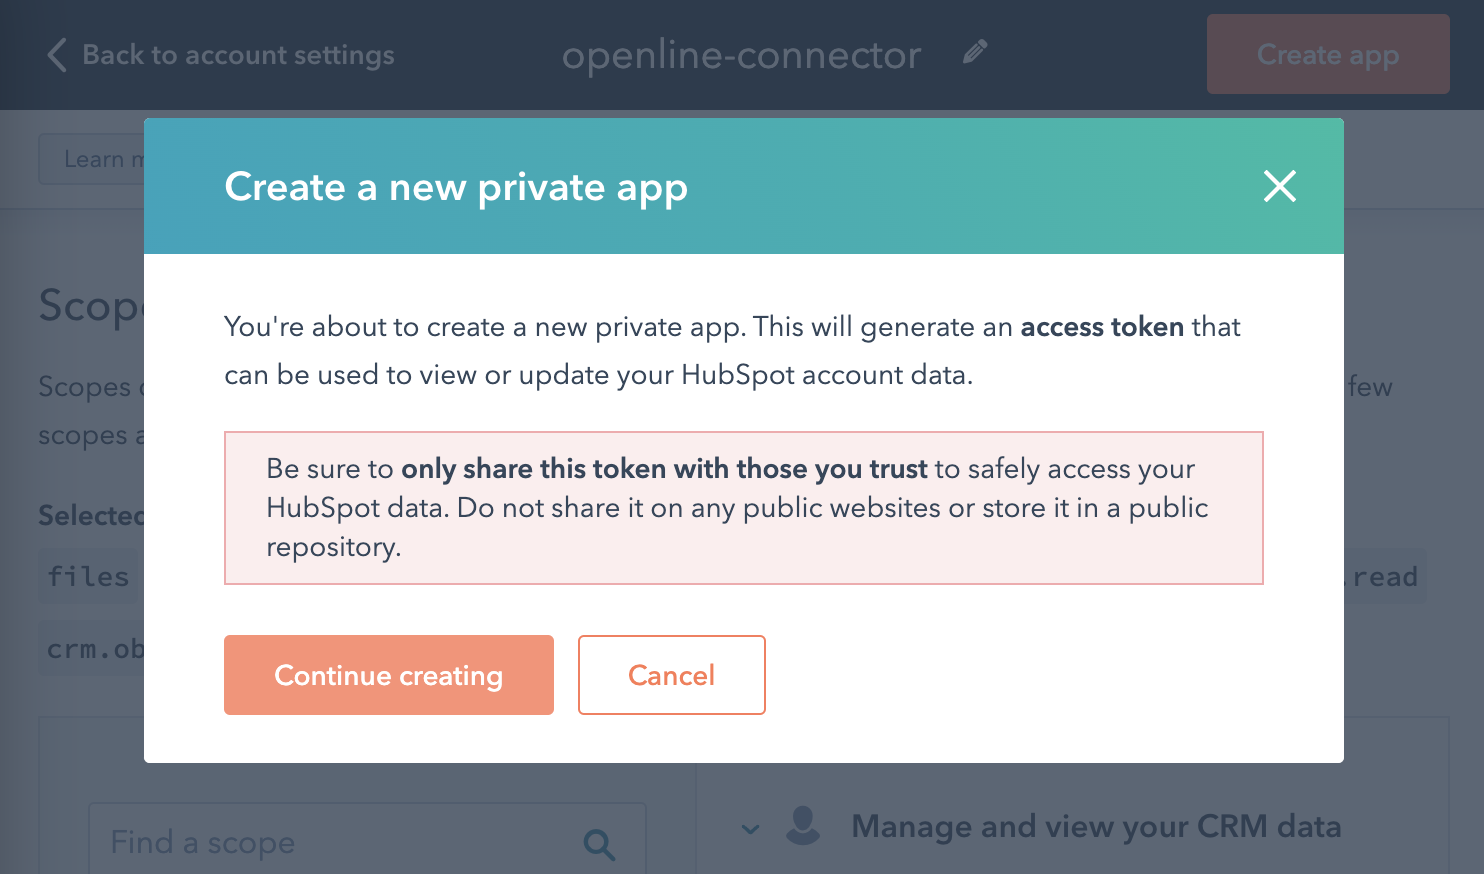 Back to account settings
openline-connector
Create app
Learn
Create a new private app
You're about to create a new private app. This will generate an access token that
can be used to view or update your HubSpot account data.
Be sure to only share this token with those you trust to safely access your
HubSpot data. Do not share it on any public websites or store it in a public
repository.
Continue creating
Cancel
Scopes
few
scopes
Selected
files
.read
crm.ob
Find a scope
Manage and view your CRM data